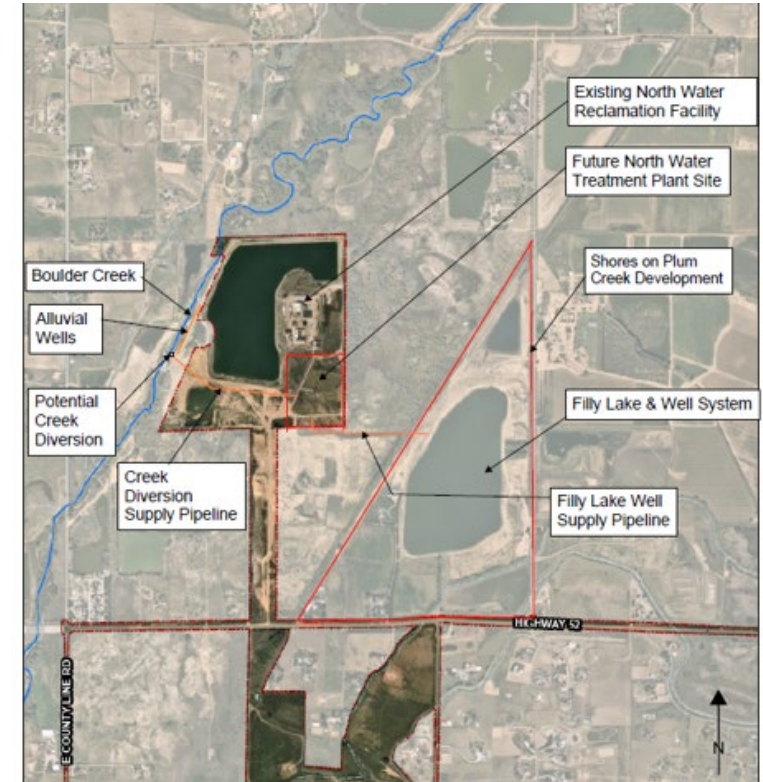 Existing North Water
Reclamation Facility
Future North Water
Treatment Plant Site
Shores on Plum
Creek Development
Boulder Creek
Alluvial
Wells
Potential
Creek
Diversion
Filly Lake & Well System
Creek
Diversion
Supply Pipeline
Filly Lake Well
Supply Pipeline
HIGHWAY 52
E COUNTY LINE RD
N